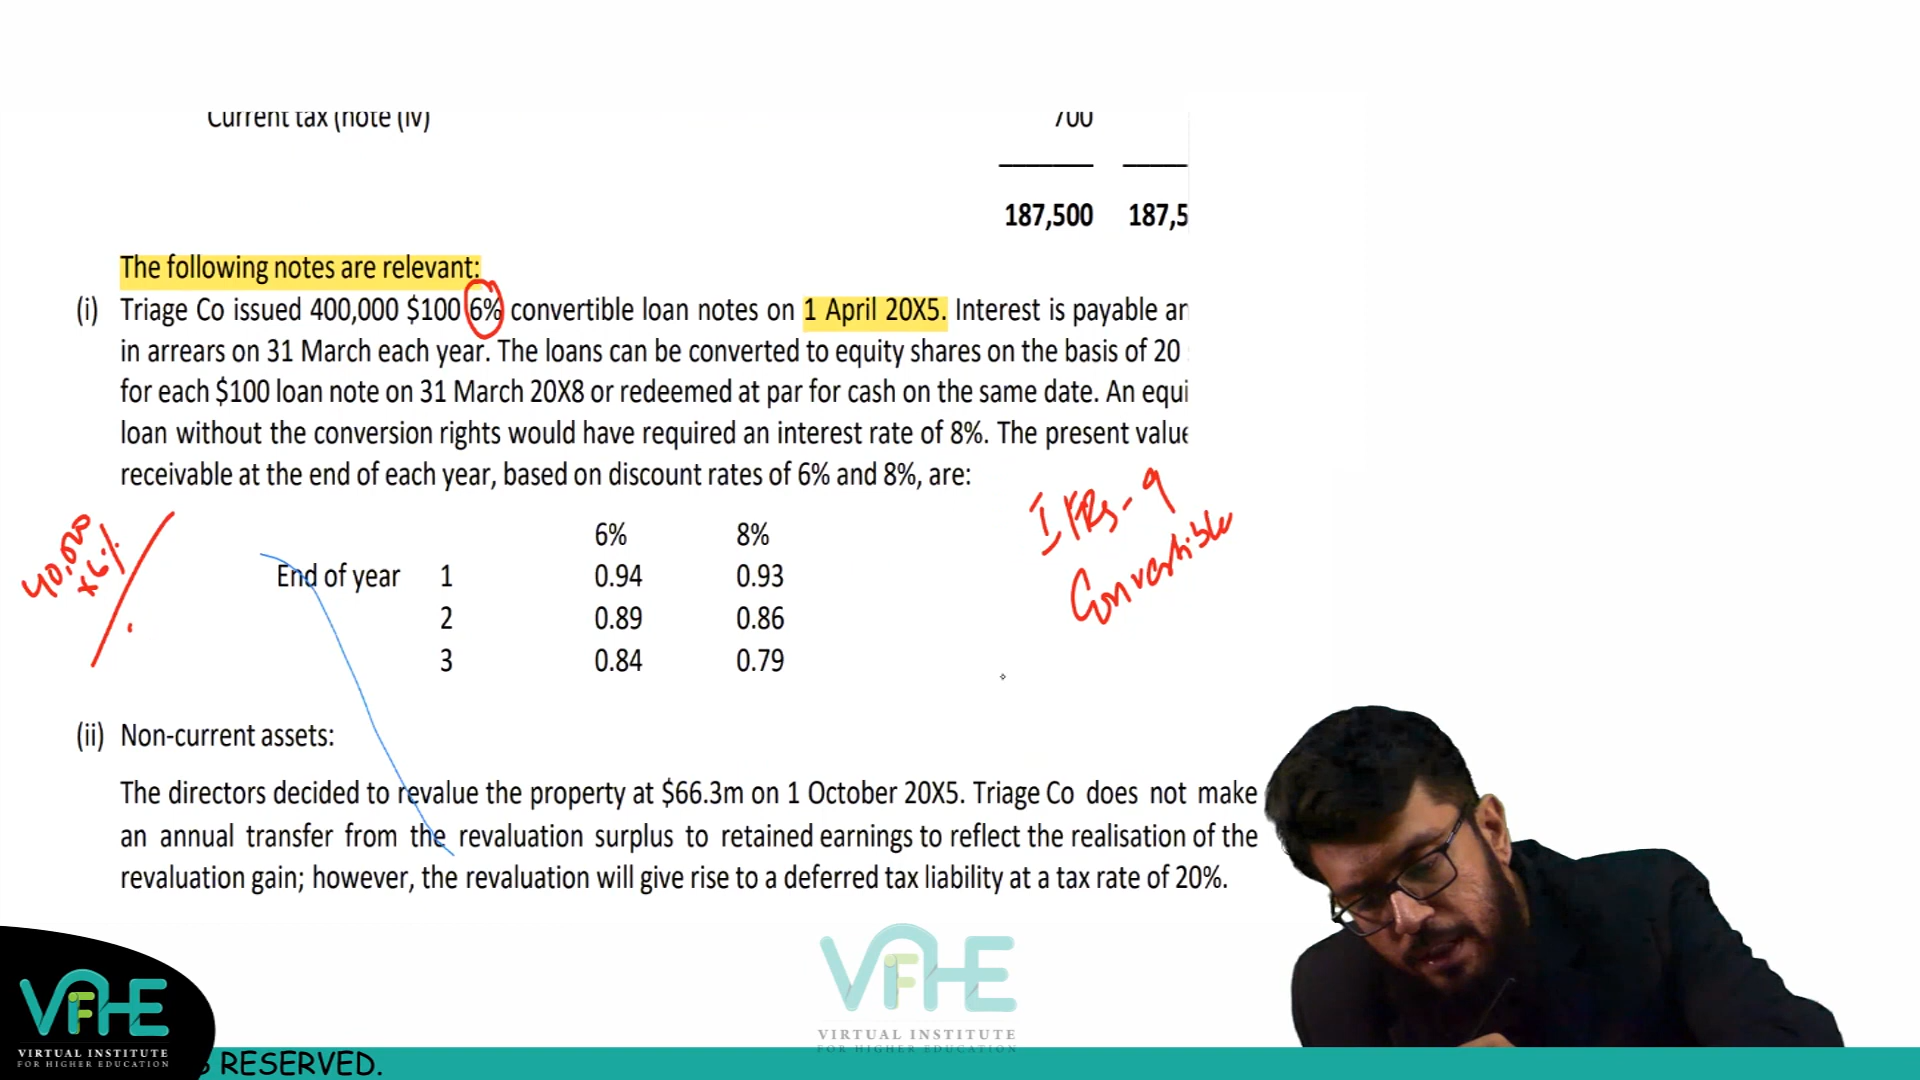 Current tax (note (iv) 700
187,500 187,5
The following notes are relevant:
(i) Triage Co issued 400,000 $100 6% convertible loan notes on 1 April 20X5. Interest is payable an
in arrears on 31 March each year. The loans can be converted to equity shares on the basis of 20
for each $100 loan note on 31 March 20X8 or redeemed at par for cash on the same date. An equi
loan without the conversion rights would have required an interest rate of 8%. The present value
receivable at the end of each year, based on discount rates of 6% and 8%, are:
IFRS-9
Convertible
40,000
x6%
6% 8%
End of year 1 0.94 0.93
2 0.89 0.86
3 0.84 0.79
(ii) Non-current assets:
The directors decided to revalue the property at $66.3m on 1 October 20X5. Triage Co does not make
an annual transfer from the revaluation surplus to retained earnings to reflect the realisation of the
revaluation gain; however, the revaluation will give rise to a deferred tax liability at a tax rate of 20%.
VIFHE
VIRTUAL INSTITUTE
FOR HIGHER EDUCATION
VIFHE
VIRTUAL INSTITUTE
FOR HIGHER EDUCATION
S RESERVED.